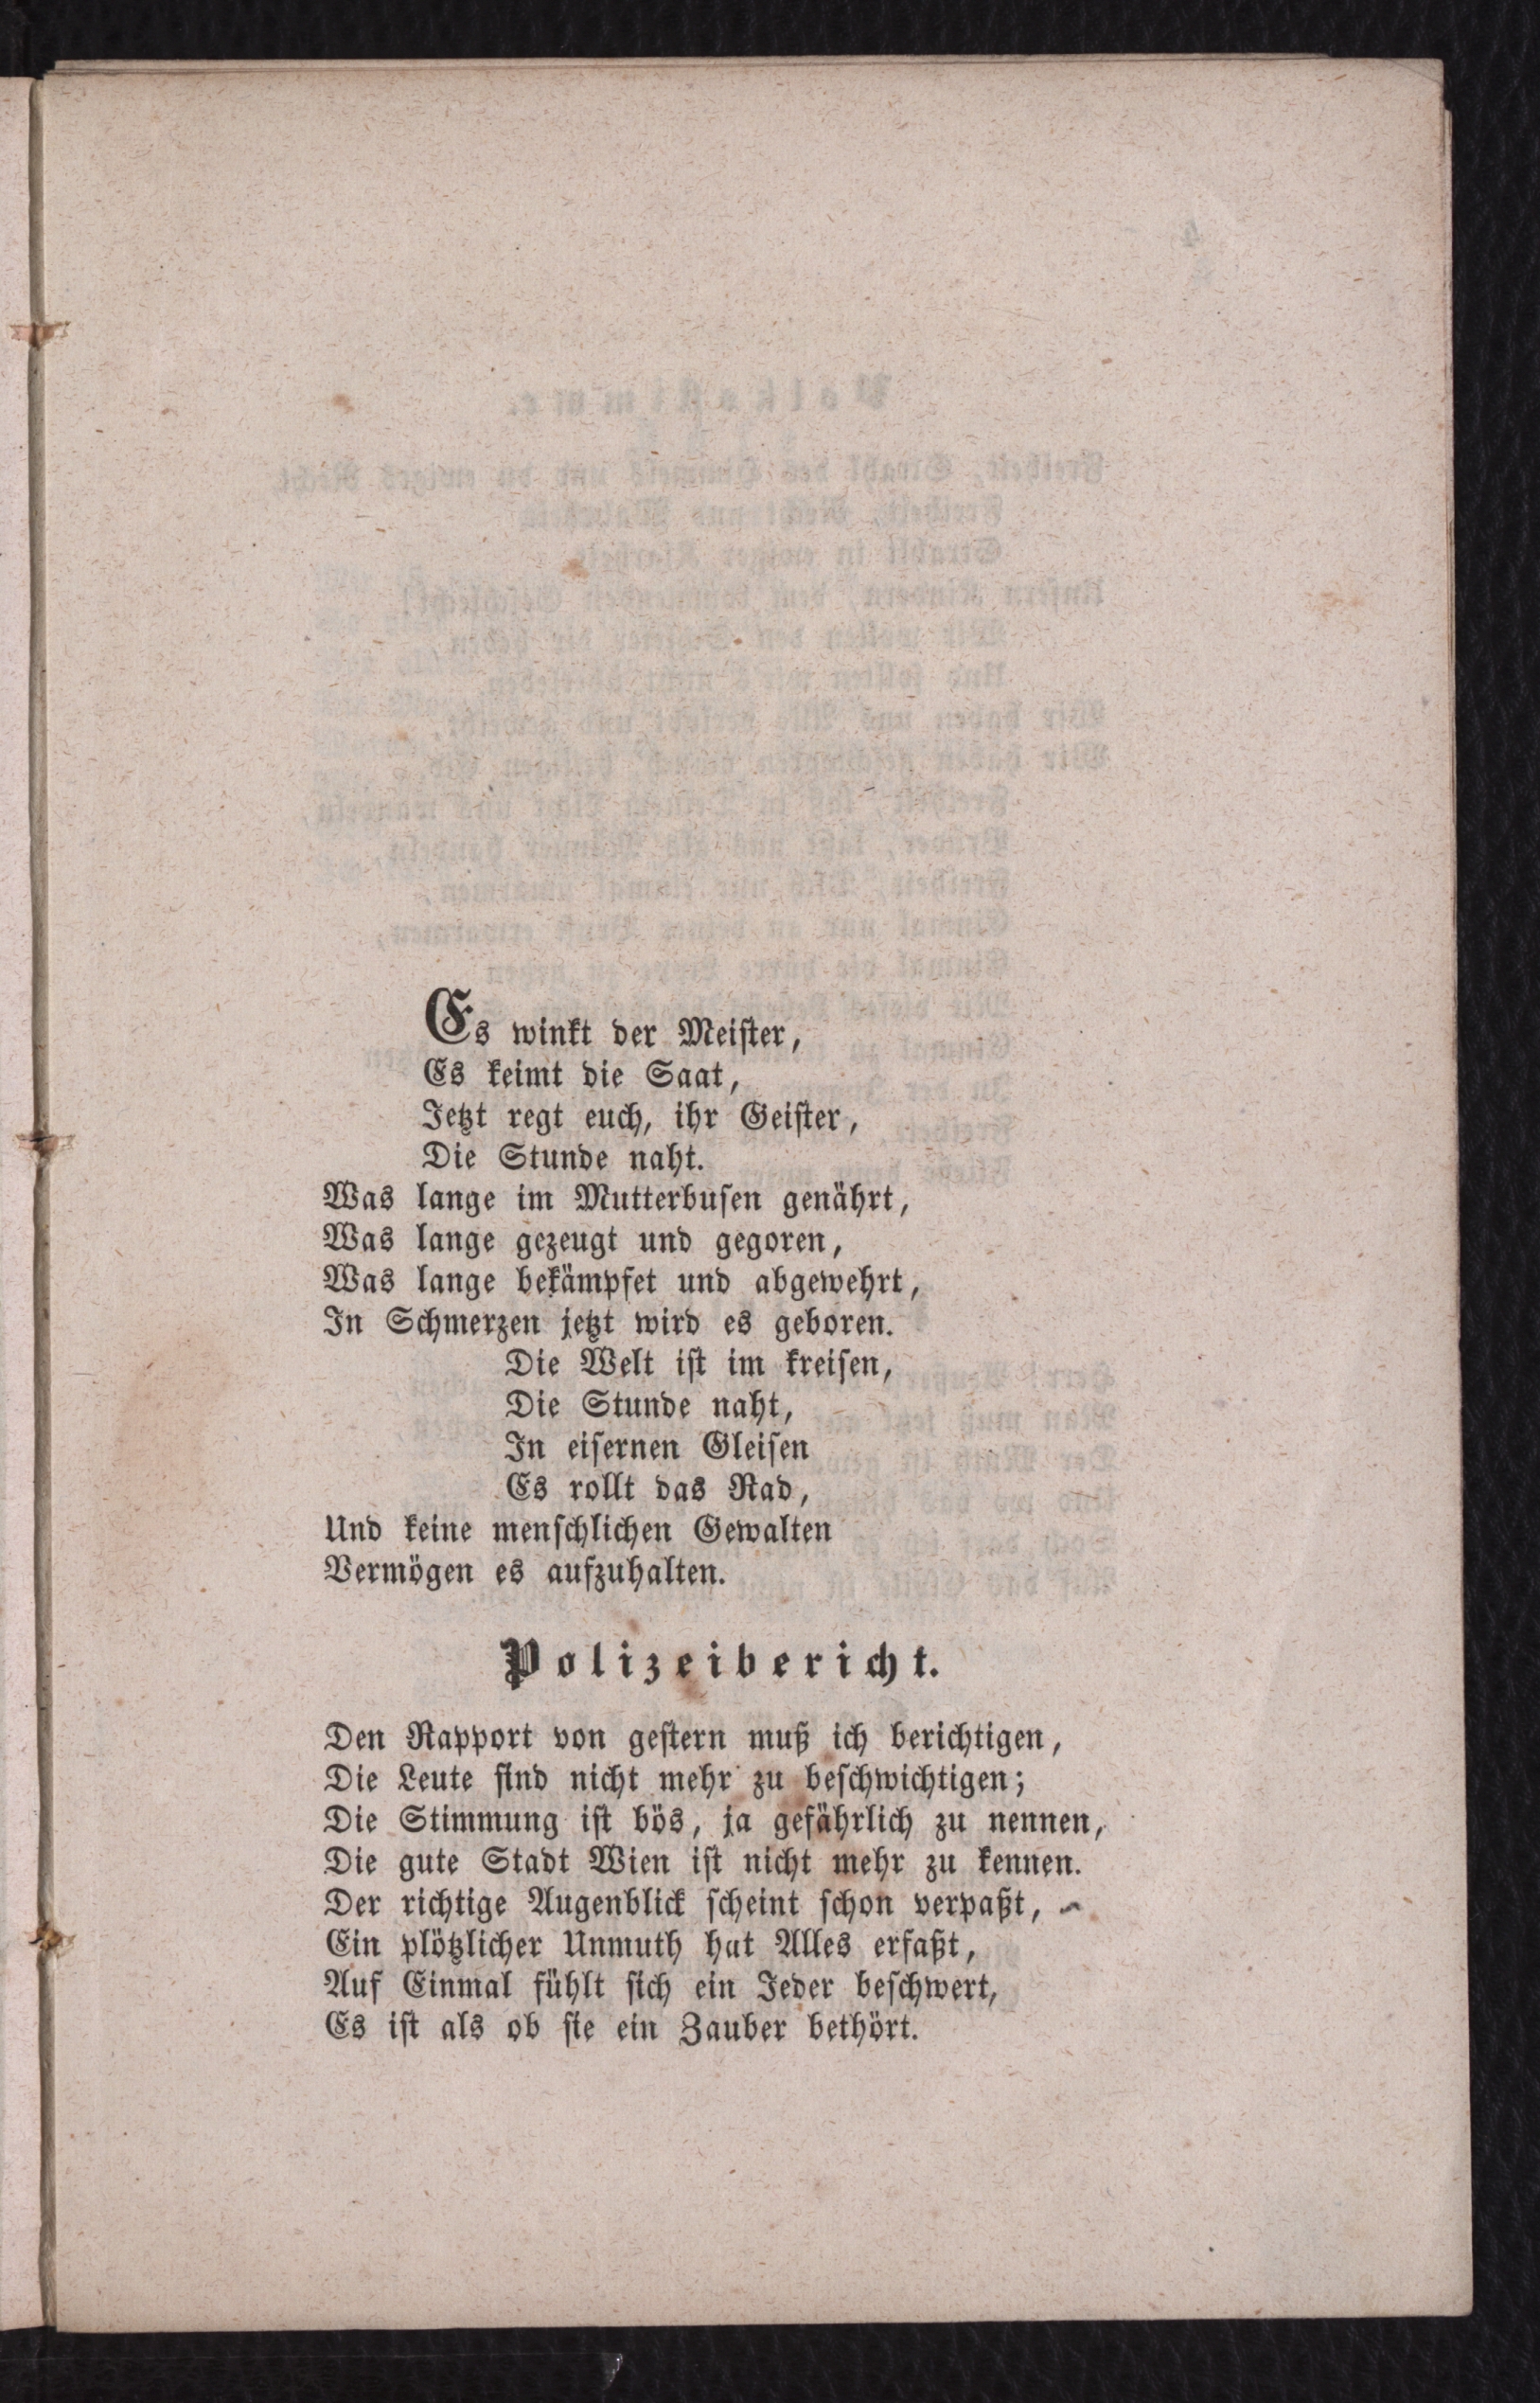 Es winkt der Meiſter,
Es keimt die Saat,
Jetzt regt euch, ihr Geiſter,
Die Stunde naht.
Was lange im Mutterbuſen genährt,
Was lange gezeugt und gegoren,
Was lange bekämpfet und abgewehrt,
In Schmerzen jetzt wird es geboren.
Die Welt iſt im kreiſen,
Die Stunde naht,
In eiſernen Gleiſen
Es rollt das Rad,
Und keine menſchlichen Gewalten
Vermögen es aufzuhalten.
Polizeibericht.
Den Rapport von geſtern muß ich berichtigen,
Die Leute ſind nicht mehr zu beſchwichtigen;
Die Stimmung iſt bös, ja gefährlich zu nennen,
Die gute Stadt Wien iſt nicht mehr zu kennen.
Der richtige Augenblick ſcheint ſchon verpaßt,
Ein plötzlicher Unmuth hat Alles erfaßt,
Auf Einmal fühlt ſich ein Jeder beſchwert,
Es iſt als ob ſie ein Zauber bethört.